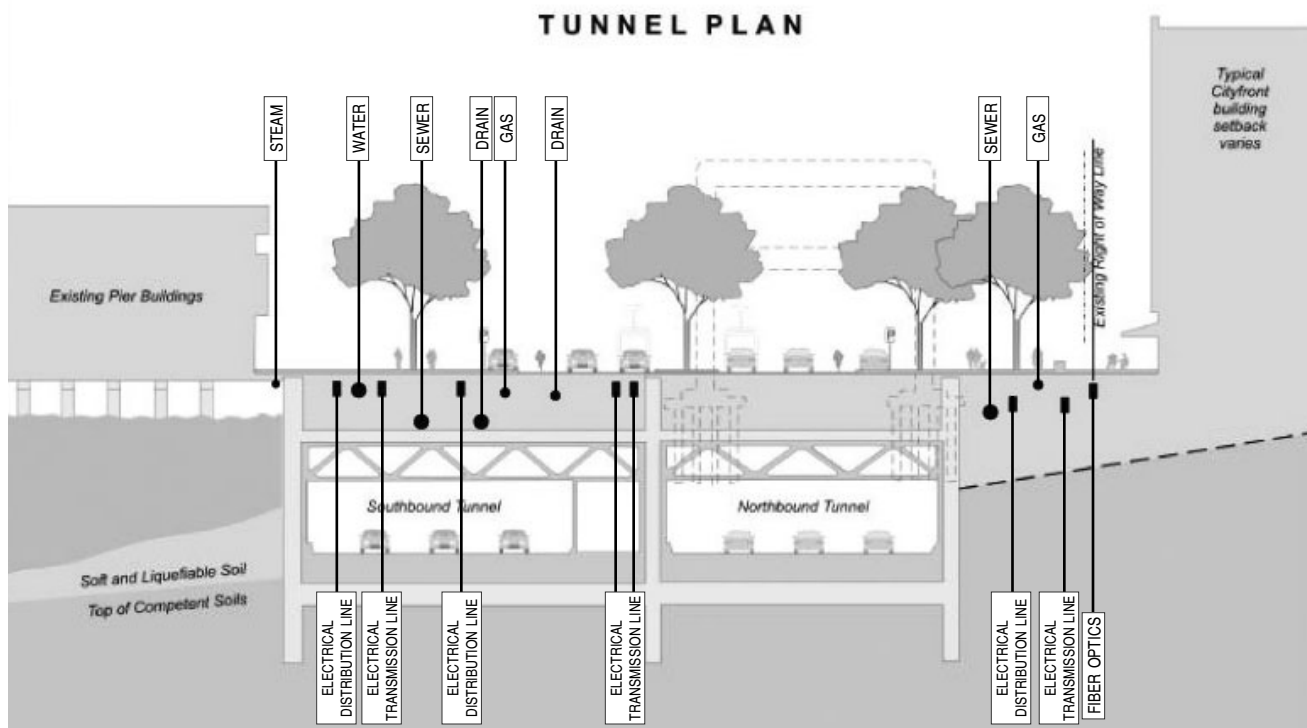 TUNNEL PLAN
Typical
Cityfront
building
setback
varies
STEAM
WATER
SEWER
DRAIN
GAS
DRAIN
SEWER
GAS
Existing Right of Way Line
Existing Pier Buildings
P
P
Southbound Tunnel
Northbound Tunnel
Soft and Liquefiable Soil
Top of Competent Soils
ELECTRICAL
DISTRIBUTION LINE
ELECTRICAL
TRANSMISSION LINE
ELECTRICAL
DISTRIBUTION LINE
ELECTRICAL
TRANSMISSION LINE
ELECTRICAL
DISTRIBUTION LINE
ELECTRICAL
TRANSMISSION LINE
FIBER OPTICS